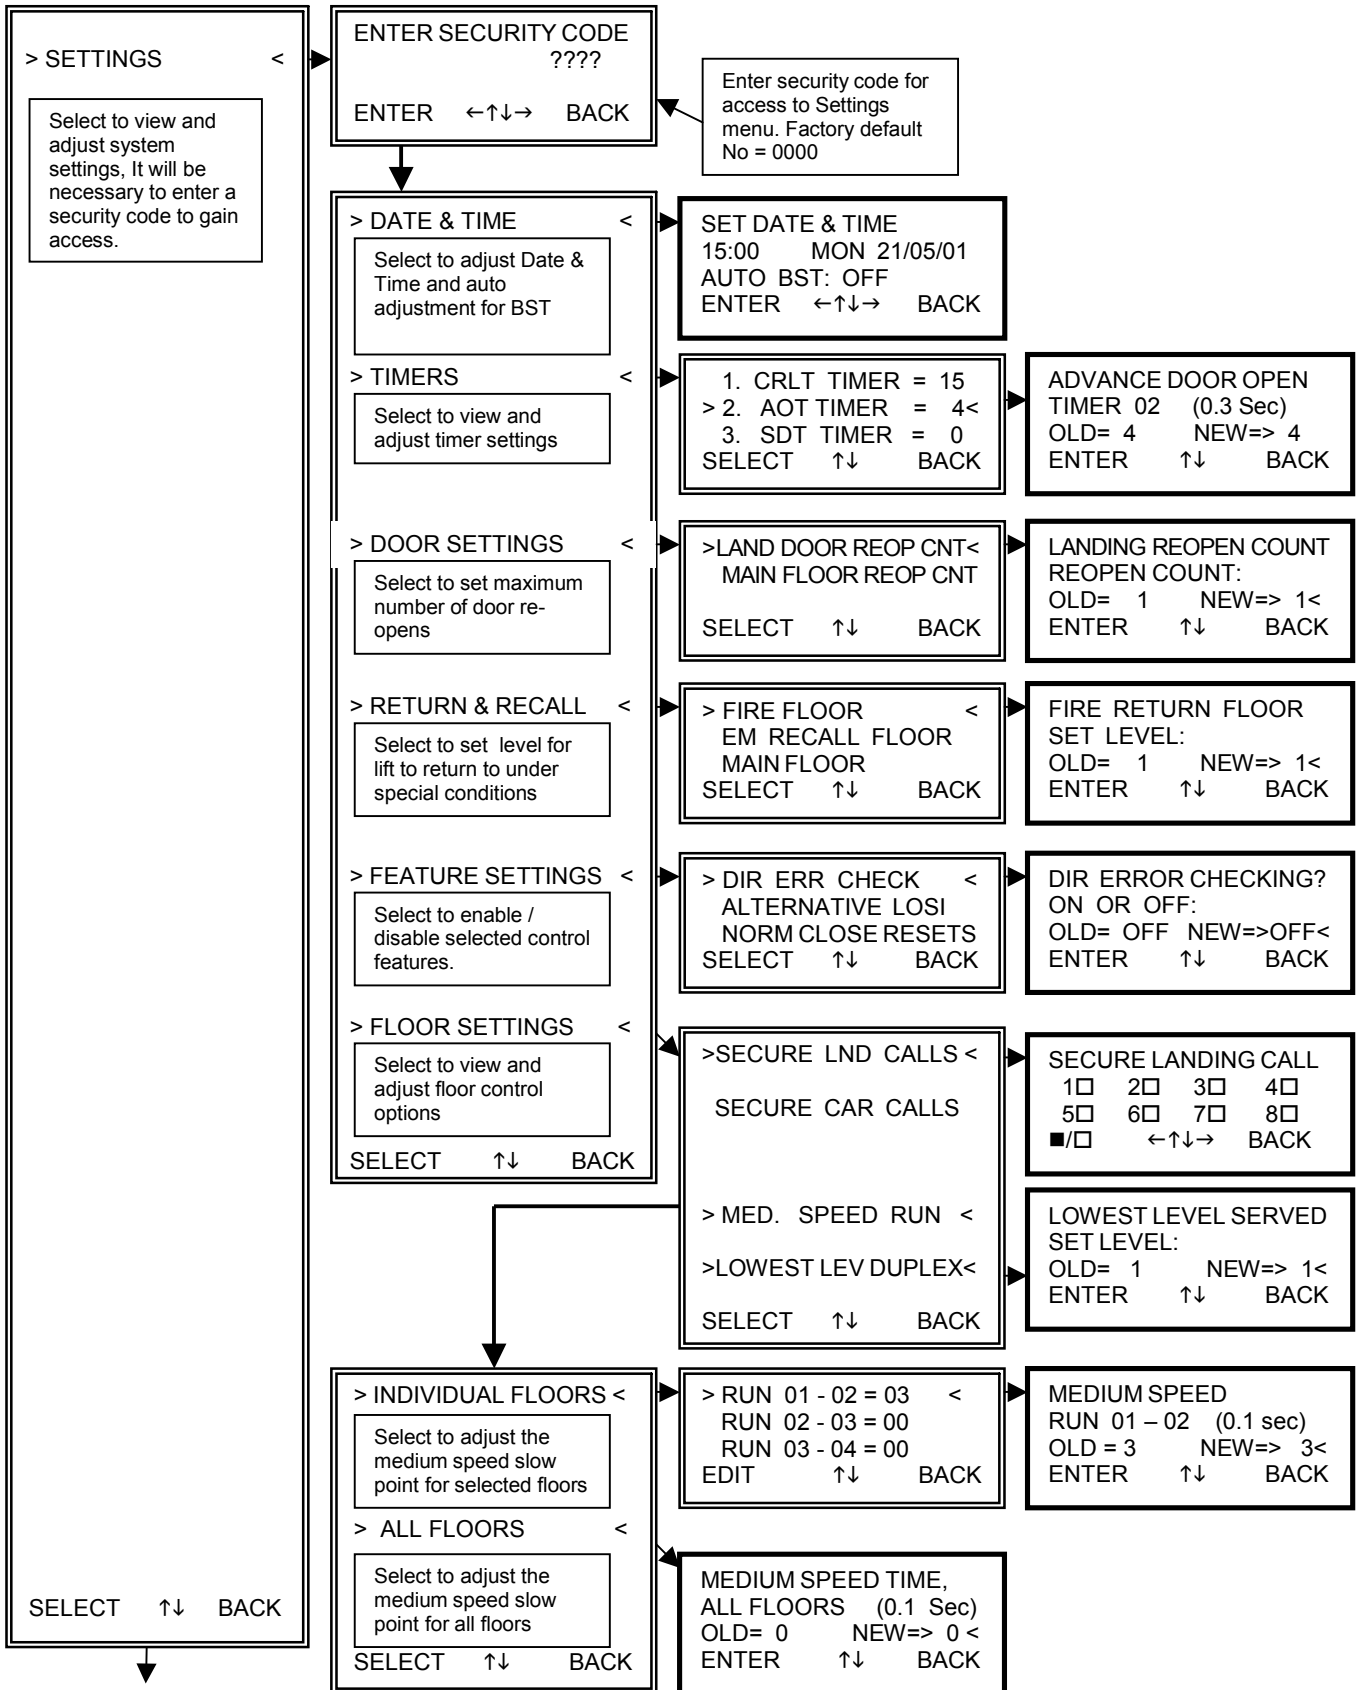 > SETTINGS <
Select to view and
adjust system
settings, It will be
necessary to enter a
security code to gain
access.
SELECT ↑↓ BACK
ENTER SECURITY CODE
????
ENTER ←↑↓→ BACK
Enter security code for
access to Settings
menu. Factory default
No = 0000
> DATE & TIME <
Select to adjust Date &
Time and auto
adjustment for BST
> TIMERS <
Select to view and
adjust timer settings
> DOOR SETTINGS <
Select to set maximum
number of door re-
opens
> RETURN & RECALL <
Select to set level for
lift to return to under
special conditions
> FEATURE SETTINGS <
Select to enable /
disable selected control
features.
> FLOOR SETTINGS <
Select to view and
adjust floor control
options
SELECT ↑↓ BACK
SET DATE & TIME
15:00 MON 21/05/01
AUTO BST: OFF
ENTER ←↑↓→ BACK
1. CRLT TIMER = 15
> 2. AOT TIMER = 4<
3. SDT TIMER = 0
SELECT ↑↓ BACK
ADVANCE DOOR OPEN
TIMER 02 (0.3 Sec)
OLD= 4 NEW=> 4
ENTER ↑↓ BACK
>LAND DOOR REOP CNT<
MAIN FLOOR REOP CNT
SELECT ↑↓ BACK
LANDING REOPEN COUNT
REOPEN COUNT:
OLD= 1 NEW=> 1<
ENTER ↑↓ BACK
> FIRE FLOOR <
EM RECALL FLOOR
MAIN FLOOR
SELECT ↑↓ BACK
FIRE RETURN FLOOR
SET LEVEL:
OLD= 1 NEW=> 1<
ENTER ↑↓ BACK
> DIR ERR CHECK <
ALTERNATIVE LOSI
NORM CLOSE RESETS
SELECT ↑↓ BACK
DIR ERROR CHECKING?
ON OR OFF:
OLD= OFF NEW=>OFF<
ENTER ↑↓ BACK
>SECURE LND CALLS <
SECURE CAR CALLS
> MED. SPEED RUN <
>LOWEST LEV DUPLEX<
SELECT ↑↓ BACK
SECURE LANDING CALL
1☐ 2☐ 3☐ 4☐
5☐ 6☐ 7☐ 8☐
■/☐ ←↑↓→ BACK
LOWEST LEVEL SERVED
SET LEVEL:
OLD= 1 NEW=> 1<
ENTER ↑↓ BACK
> INDIVIDUAL FLOORS <
Select to adjust the
medium speed slow
point for selected floors
> ALL FLOORS <
Select to adjust the
medium speed slow
point for all floors
SELECT ↑↓ BACK
> RUN 01 - 02 = 03 <
RUN 02 - 03 = 00
RUN 03 - 04 = 00
EDIT ↑↓ BACK
MEDIUM SPEED
RUN 01 – 02 (0.1 sec)
OLD = 3 NEW=> 3<
ENTER ↑↓ BACK
MEDIUM SPEED TIME,
ALL FLOORS (0.1 Sec)
OLD= 0 NEW=> 0 <
ENTER ↑↓ BACK